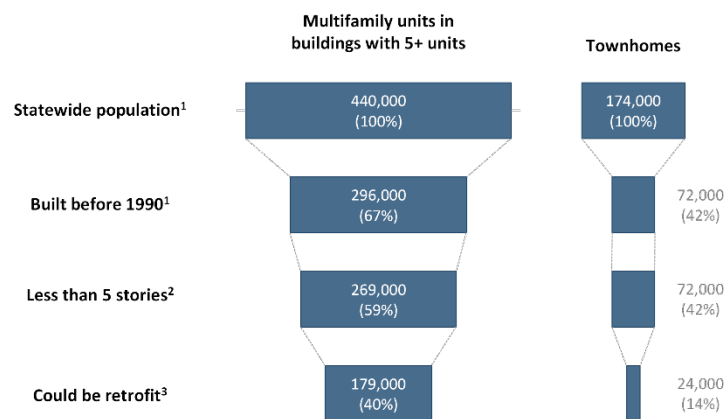 Multifamily units in
buildings with 5+ units
Townhomes
Statewide population¹
440,000
(100%)
174,000
(100%)
Built before 1990¹
296,000
(67%)
72,000
(42%)
Less than 5 stories²
269,000
(59%)
72,000
(42%)
Could be retrofit³
179,000
(40%)
24,000
(14%)